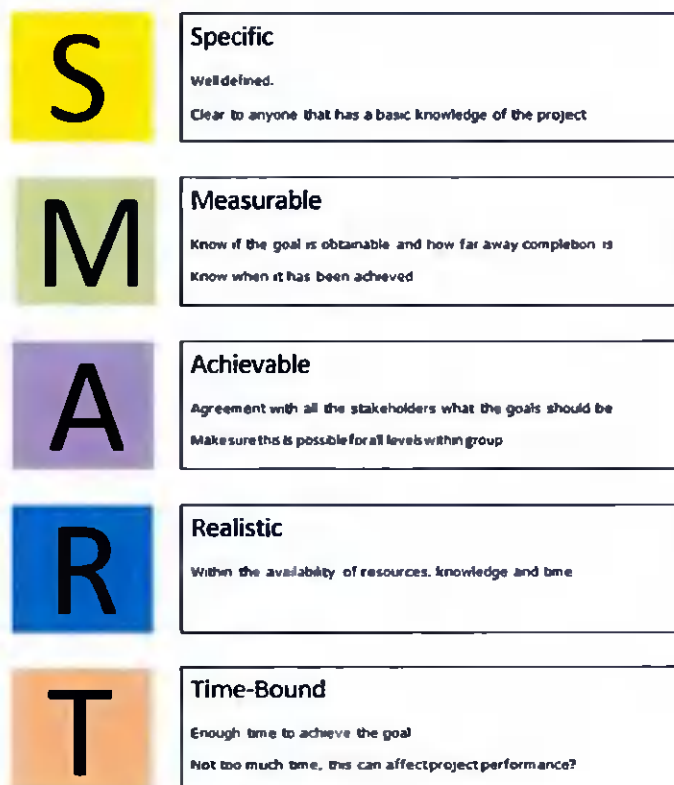 S
Specific
Well defined.
Clear to anyone that has a basic knowledge of the project
M
Measurable
Know if the goal is obtainable and how far away completion is
Know when it has been achieved
A
Achievable
Agreement with all the stakeholders what the goals should be
Make sure this is possible for all levels within group
R
Realistic
Within the availability of resources, knowledge and time
T
Time-Bound
Enough time to achieve the goal
Not too much time, this can affect project performance?